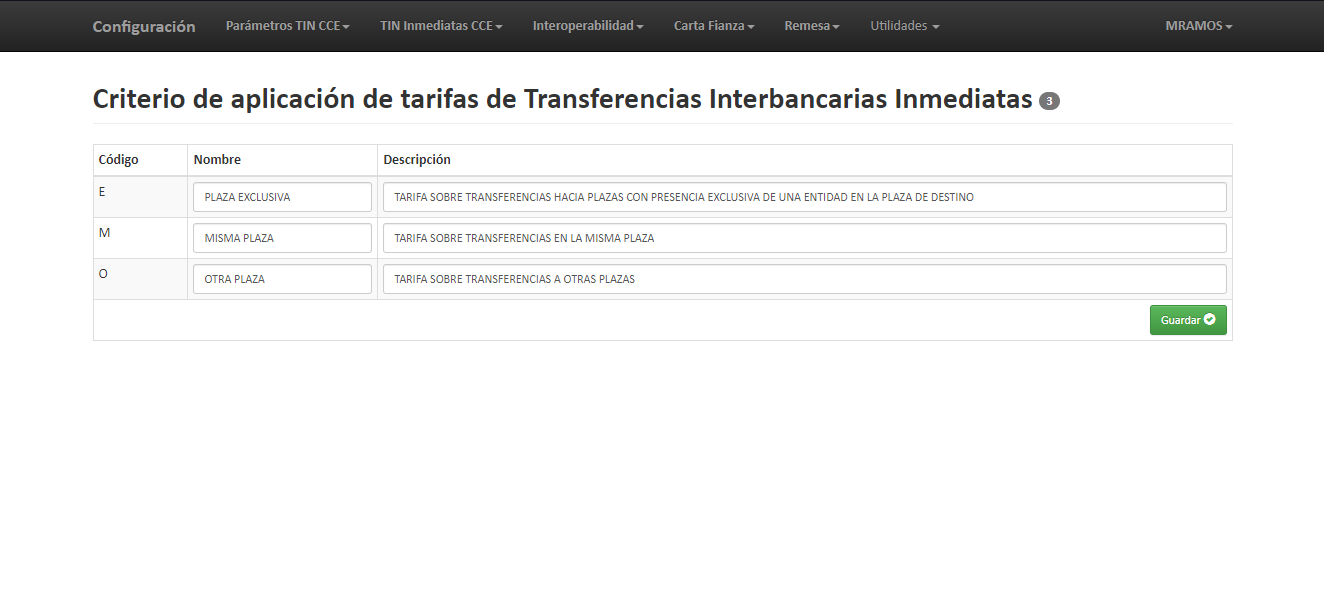 Configuración Parámetros TIN CCE TIN Inmediatas CCE Interoperabilidad Carta Fianza Remesa Utilidades MRAMOS
Criterio de aplicación de tarifas de Transferencias Interbancarias Inmediatas 3
Código Nombre Descripción
E PLAZA EXCLUSIVA TARIFA SOBRE TRANSFERENCIAS HACIA PLAZAS CON PRESENCIA EXCLUSIVA DE UNA ENTIDAD EN LA PLAZA DE DESTINO
M MISMA PLAZA TARIFA SOBRE TRANSFERENCIAS EN LA MISMA PLAZA
O OTRA PLAZA TARIFA SOBRE TRANSFERENCIAS A OTRAS PLAZAS
Guardar